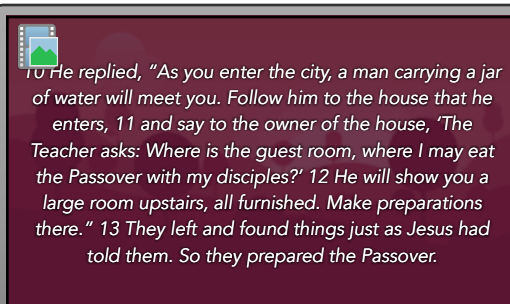 10 He replied, “As you enter the city, a man carrying a jar
of water will meet you. Follow him to the house that he
enters, 11 and say to the owner of the house, ‘The
Teacher asks: Where is the guest room, where I may eat
the Passover with my disciples?’ 12 He will show you a
large room upstairs, all furnished. Make preparations
there.” 13 They left and found things just as Jesus had
told them. So they prepared the Passover.